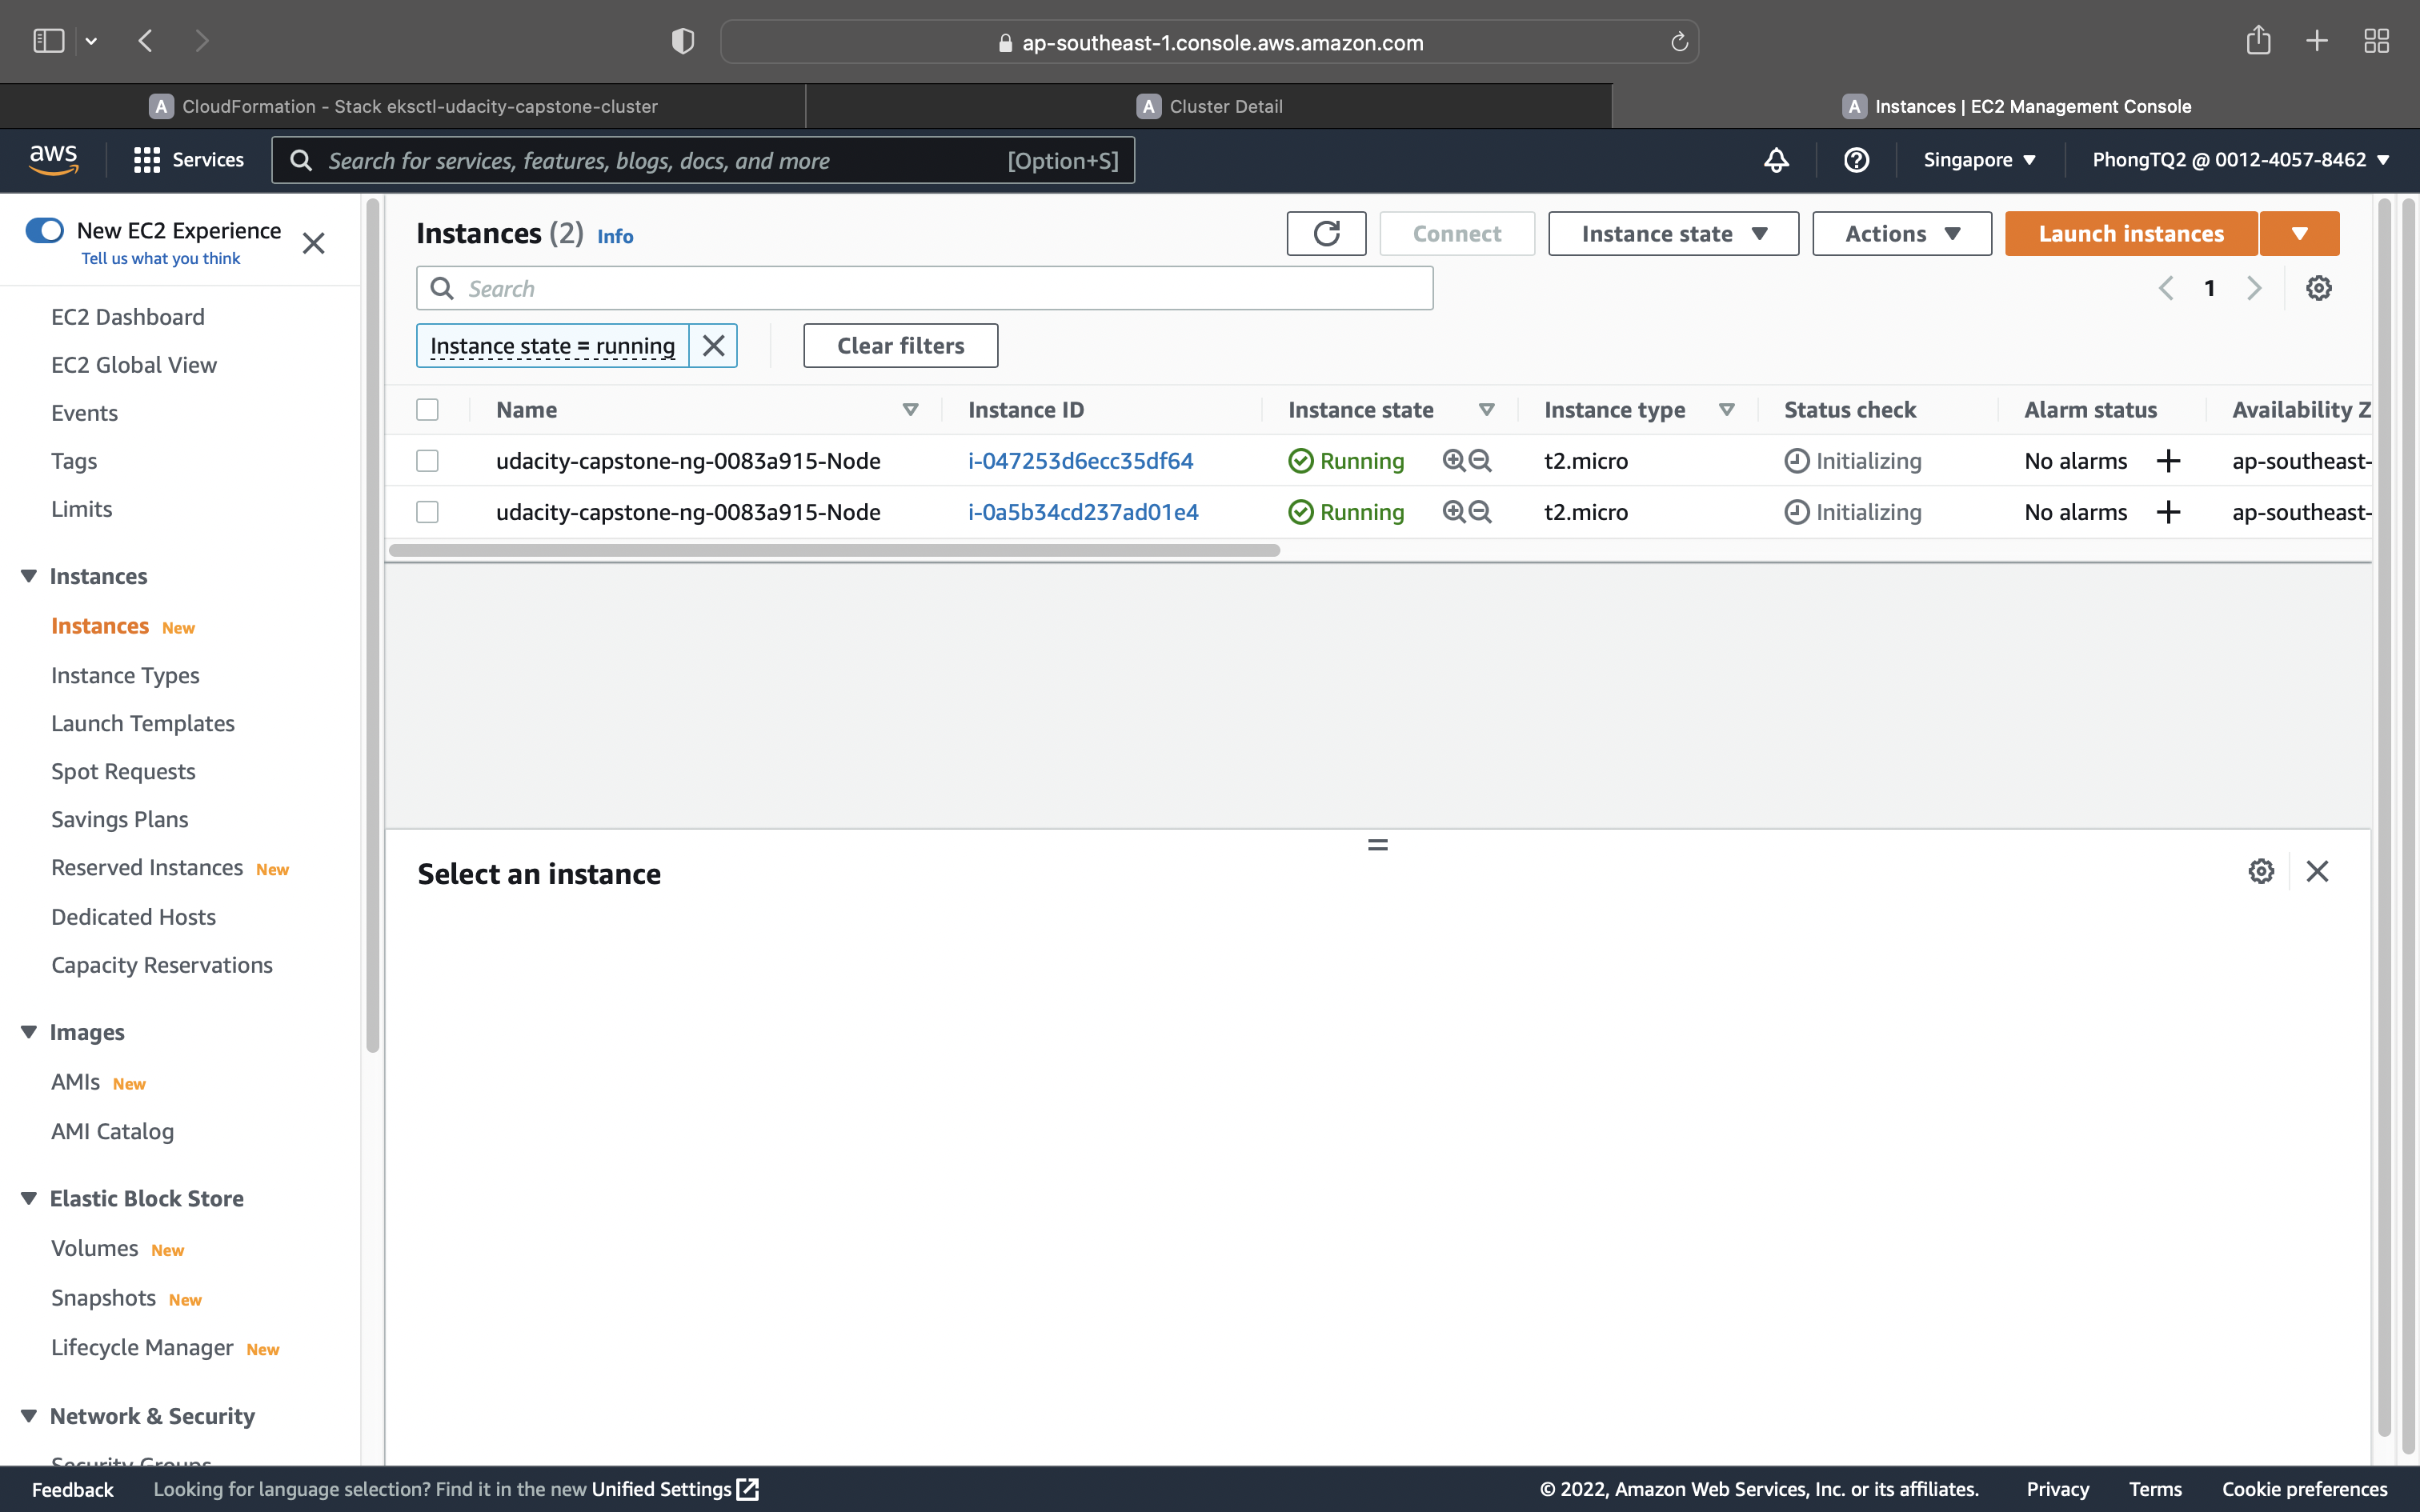 ap-southeast-1.console.aws.amazon.com
A CloudFormation - Stack eksctl-udacity-capstone-cluster
A Cluster Detail
A Instances | EC2 Management Console
aws
Services
Search for services, features, blogs, docs, and more [Option+S]
Singapore ▼
PhongTQ2 @ 0012-4057-8462 ▼
New EC2 Experience
Tell us what you think
EC2 Dashboard
EC2 Global View
Events
Tags
Limits
Instances
Instances New
Instance Types
Launch Templates
Spot Requests
Savings Plans
Reserved Instances New
Dedicated Hosts
Capacity Reservations
Images
AMIs New
AMI Catalog
Elastic Block Store
Volumes New
Snapshots New
Lifecycle Manager New
Network & Security
Security Groups
Instances (2) Info
Connect
Instance state ▼
Actions ▼
Launch instances ▼
Search
1
Instance state = running
Clear filters
Name Instance ID Instance state Instance type Status check Alarm status Availability Z
udacity-capstone-ng-0083a915-Node i-047253d6ecc35df64 Running t2.micro Initializing No alarms + ap-southeast-
udacity-capstone-ng-0083a915-Node i-0a5b34cd237ad01e4 Running t2.micro Initializing No alarms + ap-southeast-
Select an instance
Feedback Looking for language selection? Find it in the new Unified Settings
© 2022, Amazon Web Services, Inc. or its affiliates. Privacy Terms Cookie preferences